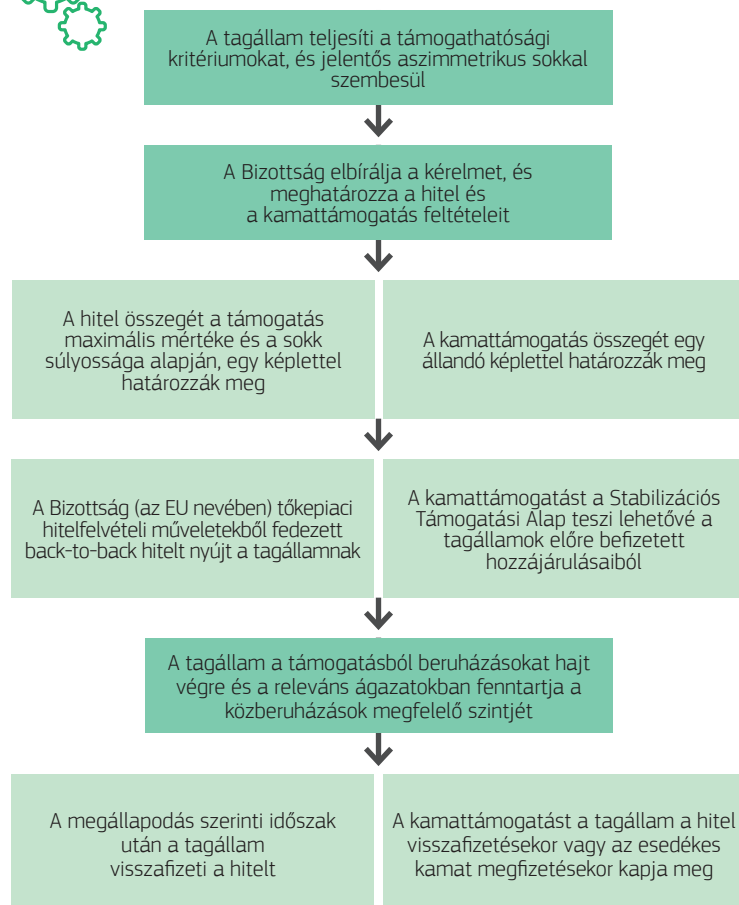 A tagállam teljesíti a támogathatósági
kritériumokat, és jelentős aszimmetrikus sokkal
szembesül
A Bizottság elbírálja a kérelmet, és
meghatározza a hitel és
a kamattámogatás feltételeit
A hitel összegét a támogatás
maximális mértéke és a sokk
súlyossága alapján, egy képlettel
határozzák meg
A kamattámogatás összegét egy
állandó képlettel határozzák meg
A Bizottság (az EU nevében) tőkepiaci
hitelfelvételi műveletekből fedezett
back-to-back hitelt nyújt a tagállamnak
A kamattámogatást a Stabilizációs
Támogatási Alap teszi lehetővé a
tagállamok előre befizetett
hozzájárulásaiból
A tagállam a támogatásból beruházásokat hajt
végre és a releváns ágazatokban fenntartja a
közberuházások megfelelő szintjét
A megállapodás szerinti időszak
után a tagállam
visszafizeti a hitelt
A kamattámogatást a tagállam a hitel
visszafizetésekor vagy az esedékes
kamat megfizetésekor kapja meg